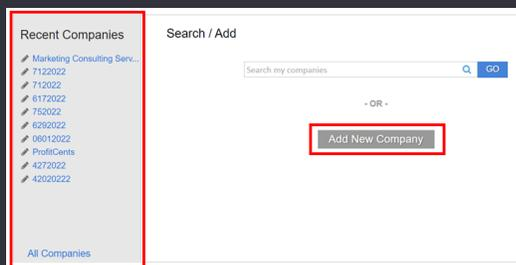 Recent Companies
Marketing Consulting Serv...
7122022
712022
6172022
752022
6292022
06012022
ProfitCents
4272022
42020222
All Companies
Search / Add
Search my companies
GO
- OR -
Add New Company